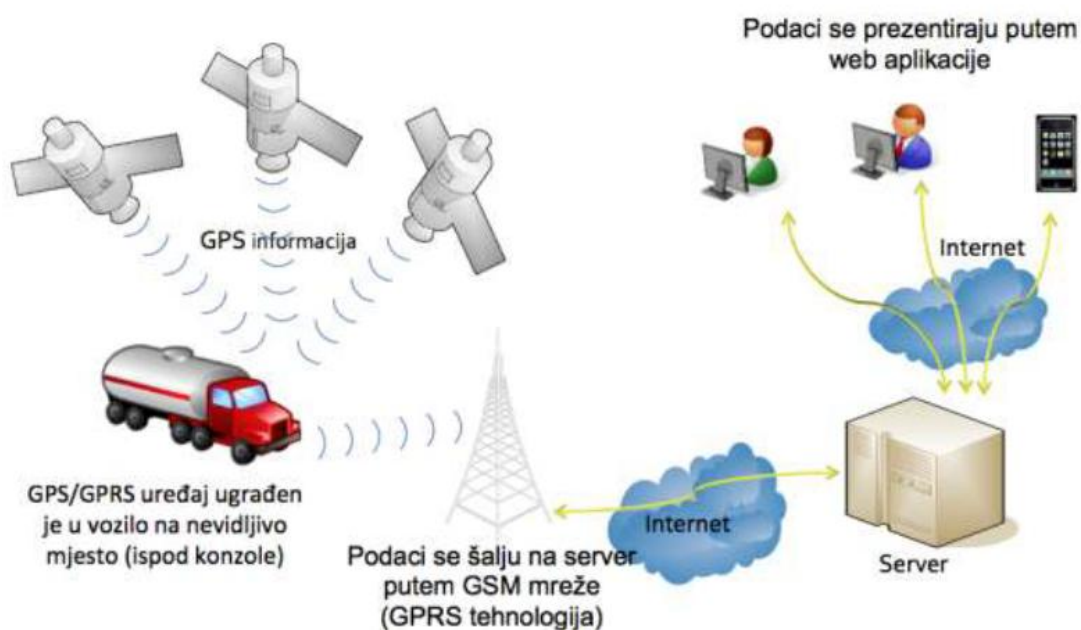 Podaci se prezentiraju putem
web aplikacije
GPS informacija
Internet
GPS/GPRS uređaj ugrađen
je u vozilo na nevidljivo
mjesto (ispod konzole)
Podaci se šalju na server
putem GSM mreže
(GPRS tehnologija)
Internet
Server